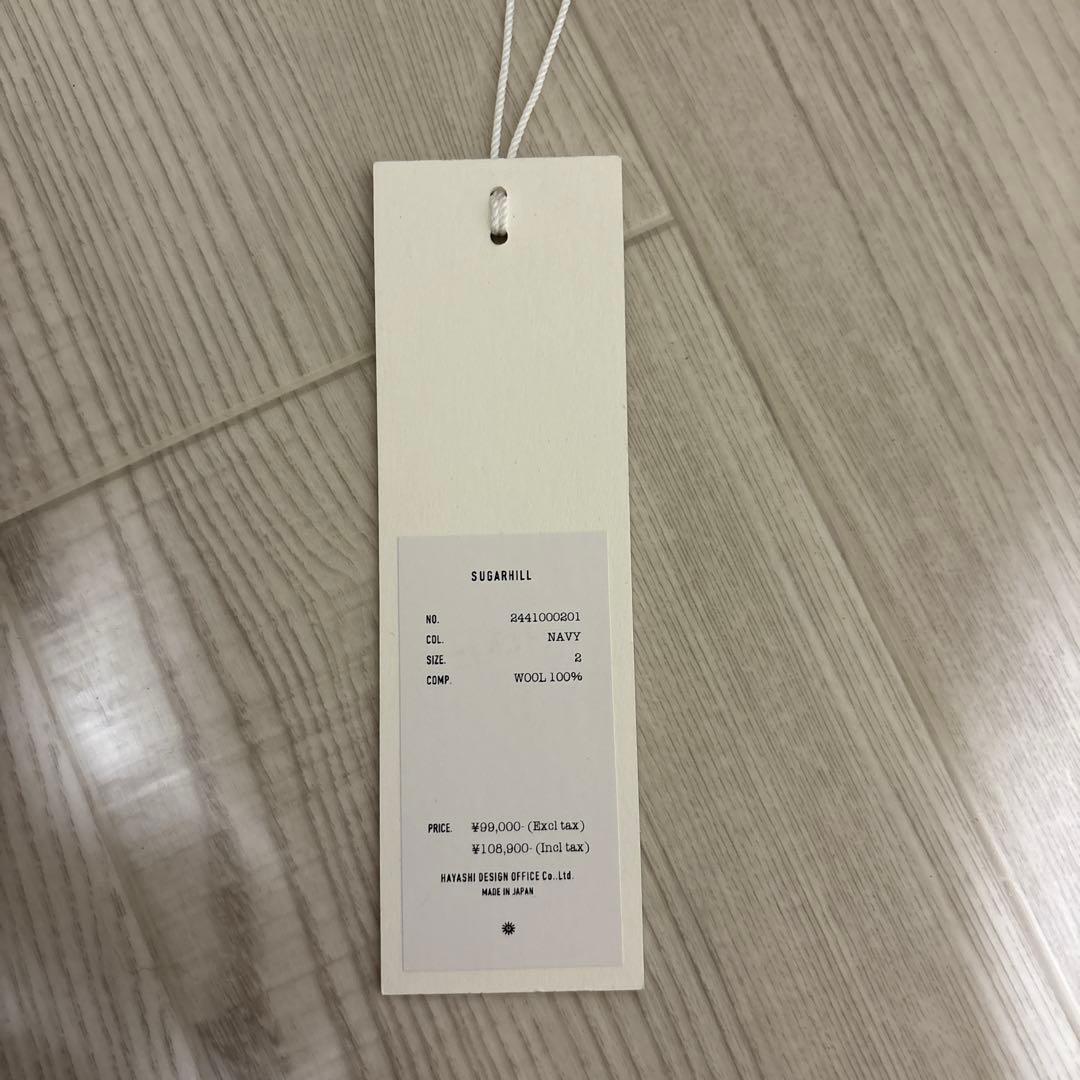 SUGARHILL
NO. 2441000201
COL. NAVY
SIZE. 2
COMP. WOOL 100%
PRICE. ¥99,000- (Excl tax)
¥108,900- (Incl tax)
HAYASHI DESIGN OFFICE Co.,Ltd.
MADE IN JAPAN